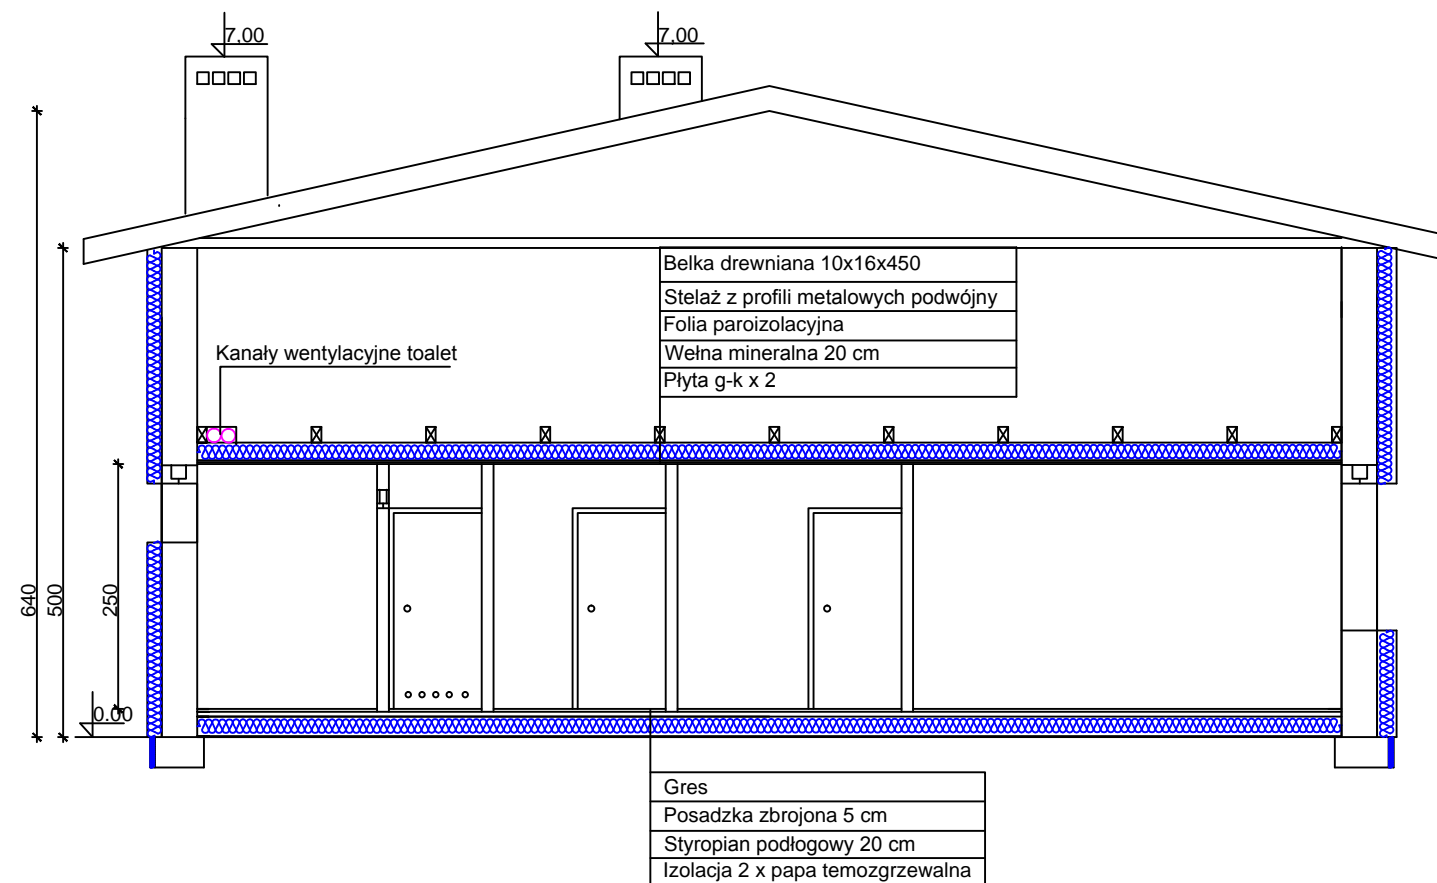 7,00
7,00
Belka drewniana 10x16x450
Stelaż z profili metalowych podwójny
Folia paroizolacyjna
Wełna mineralna 20 cm
Płyta g-k x 2
Kanały wentylacyjne toalet
640
500
250
0.00
Gres
Posadzka zbrojona 5 cm
Styropian podłogowy 20 cm
Izolacja 2 x papa temozgrzewalna